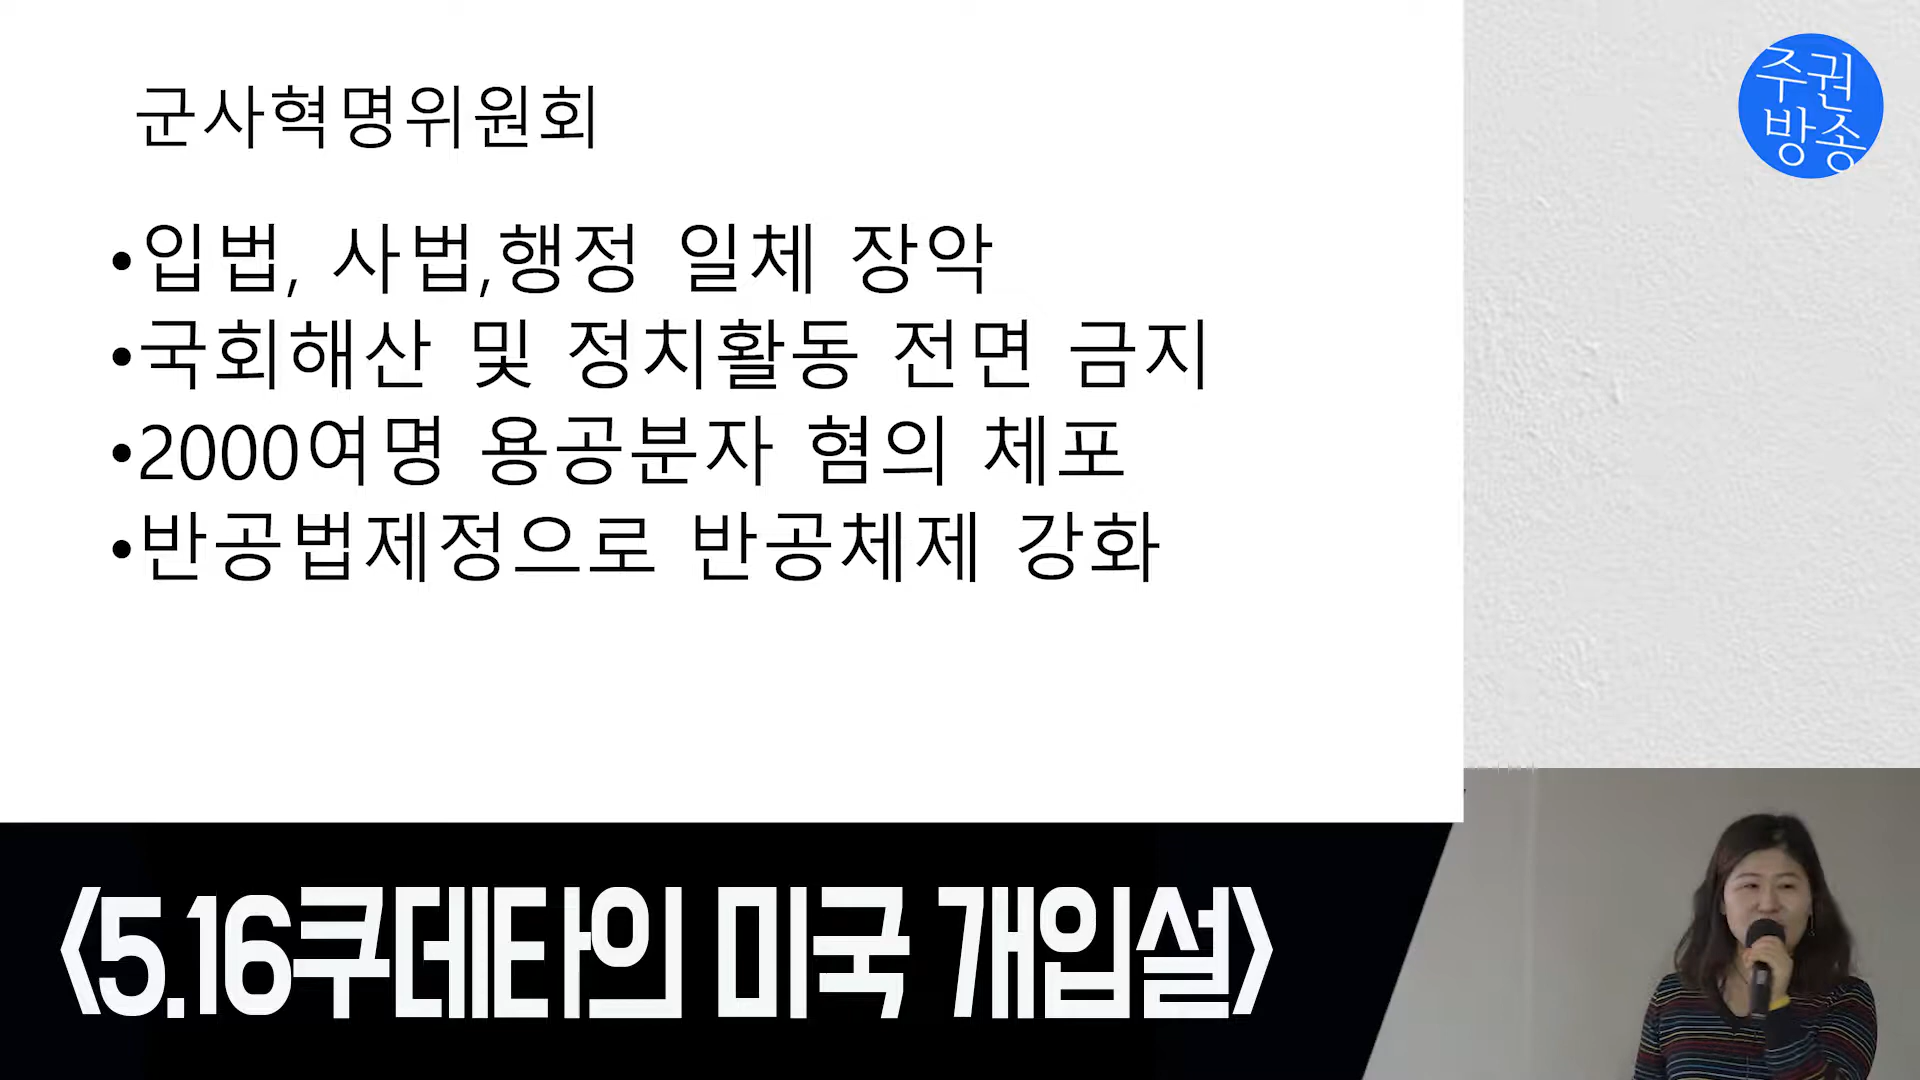 군사혁명위원회
•입법, 사법,행정 일체 장악
•국회해산 및 정치활동 전면 금지
•2000여명 용공분자 혐의 체포
•반공법제정으로 반공체제 강화
주권
방송
<5.16쿠데타의 미국 개입설>